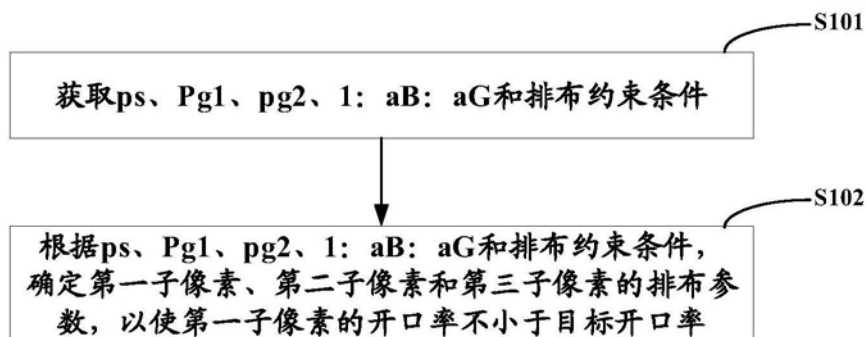 S101
获取ps、Pg1、pg2、1：aB：aG和排布约束条件
S102
根据ps、Pg1、pg2、1：aB：aG和排布约束条件，
确定第一子像素、第二子像素和第三子像素的排布参
数，以使第一子像素的开口率不小于目标开口率